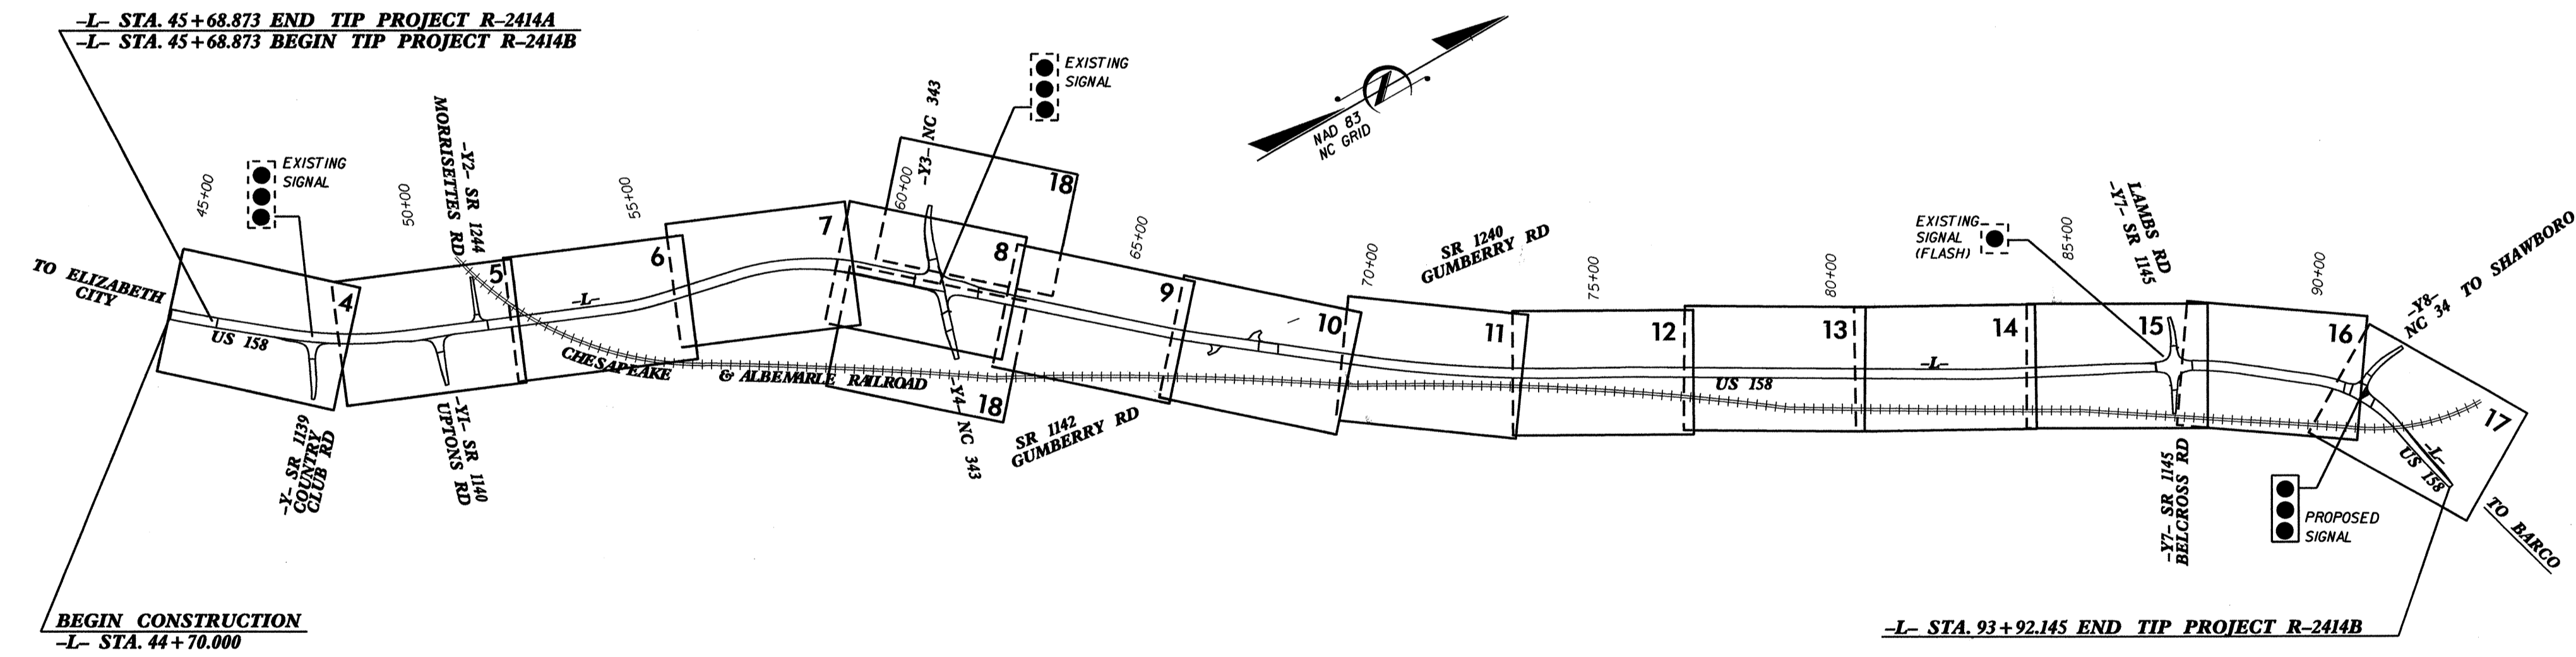 -L- STA. 45+68.873 END TIP PROJECT R-2414A
-L- STA. 45+68.873 BEGIN TIP PROJECT R-2414B
EXISTING
SIGNAL
EXISTING
SIGNAL
NAD 83
NC GRID
45+00
50+00
55+00
60+00
65+00
70+00
75+00
80+00
85+00
90+00
-Y2- SR 1244
MORRISETTES RD
-Y3- NC 343
18
7
8
6
5
4
9
10
11
12
13
14
15
16
17
18
SR 1240
GUMBERRY RD
EXISTING
SIGNAL
(FLASH)
LAMBS RD
-Y7- SR 1145
-Y8-
NC 34 TO SHAWBORO
TO ELIZABETH
CITY
US 158
-L-
CHESAPEAKE & ALBEMARLE RAILROAD
US 158
-L-
-L-
US 158
-Y- SR 1139
COUNTRY
CLUB RD
-Y1- SR 1140
UPTONS RD
-Y4- NC 343
SR 1142
GUMBERRY RD
-Y7- SR 1145
BELCROSS RD
PROPOSED
SIGNAL
TO BARCO
BEGIN CONSTRUCTION
-L- STA. 44+70.000
-L- STA. 93+92.145 END TIP PROJECT R-2414B